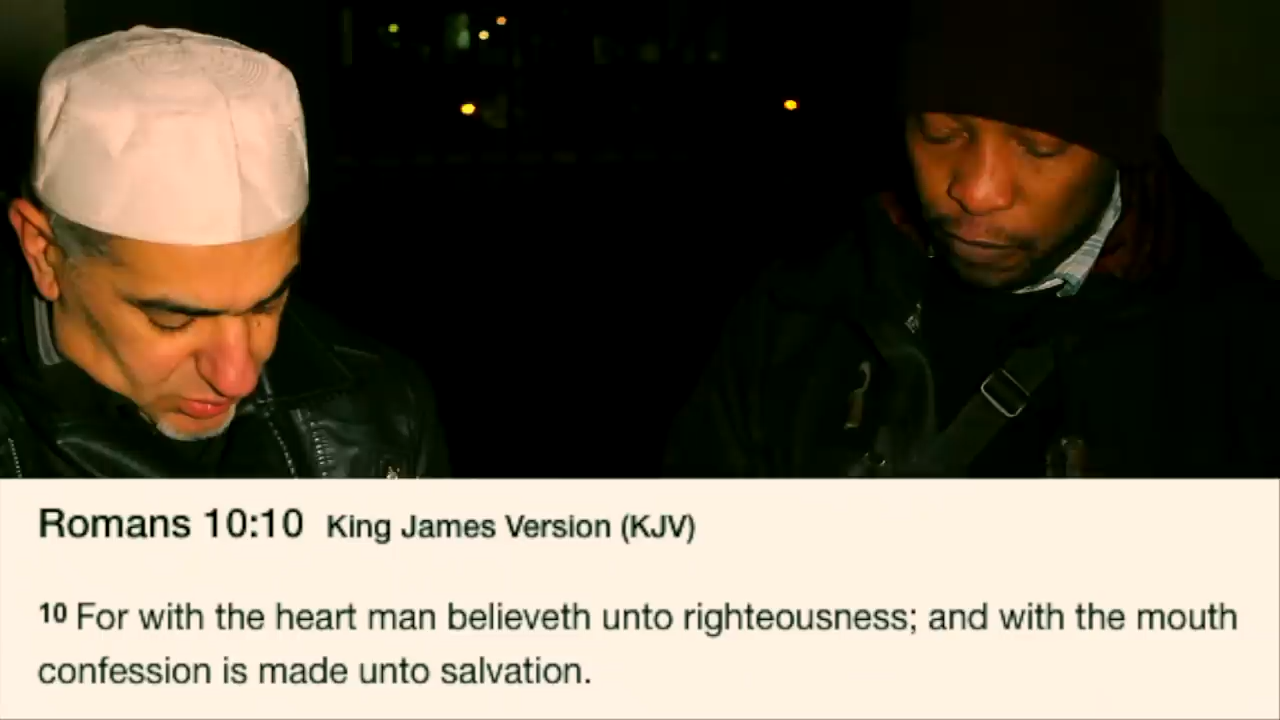 Romans 10:10 King James Version (KJV)
10 For with the heart man believeth unto righteousness; and with the mouth
confession is made unto salvation.